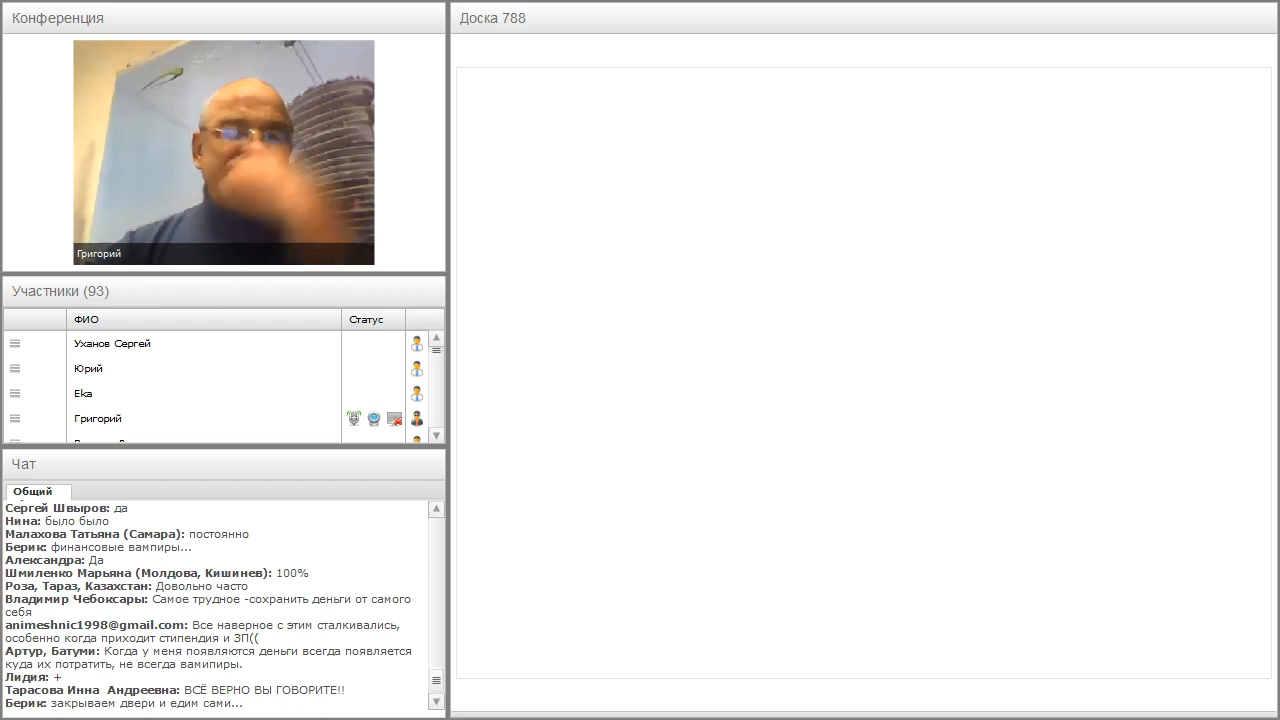 Конференция
Доска 788
Григорий
Участники (93)
ФИО
Статус
Уханов Сергей
Юрий
Eka
Григорий
Чат
Общий
Сергей Швыров: да
Нина: было было
Малахова Татьяна (Самара): постоянно
Берик: финансовые вампиры...
Александра: Да
Шмиленко Марьяна (Молдова, Кишинев): 100%
Роза, Тараз, Казахстан: Довольно часто
Владимир Чебоксары: Самое трудное -сохранить деньги от самого
себя
animeshnic1998@gmail.com: Все наверное с этим сталкивались,
особенно когда приходит стипендия и ЗП((
Артур, Батуми: Когда у меня появляются деньги всегда появляется
куда их потратить, не всегда вамипиры.
Лидия: +
Тарасова Инна Андреевна: ВСЁ ВЕРНО ВЫ ГОВОРИТЕ!!
Берик: закрываем двери и едим сами...